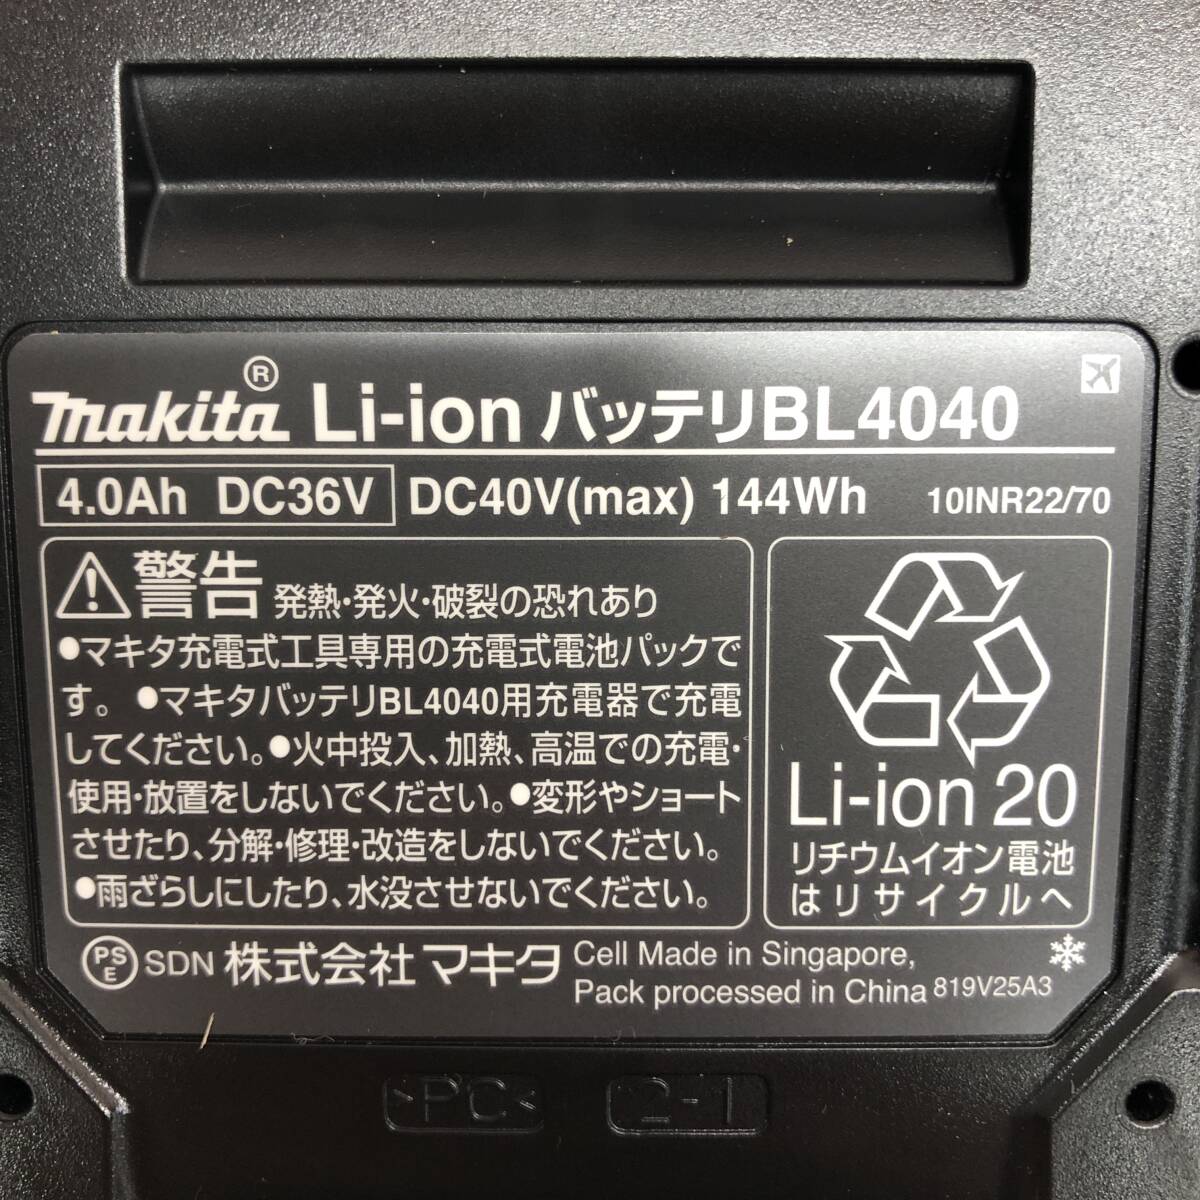 makita® Li-ion バッテリBL4040
4.0Ah DC36V DC40V(max) 144Wh 10INR22/70
警告 発熱・発火・破裂の恐れあり
●マキタ充電式工具専用の充電式電池パックで
す。 ●マキタバッテリBL4040用充電器で充電
してください。●火中投入、加熱、高温での充電・
使用・放置をしないでください。●変形やショート
させたり、分解・修理・改造をしないでください。
●雨ざらしにしたり、水没させないでください。
Li-ion 20
リチウムイオン電池
はリサイクルへ
PS
E
SDN 株式会社 マキタ
Cell Made in Singapore,
Pack processed in China 819V25A3
>PC<
2-1